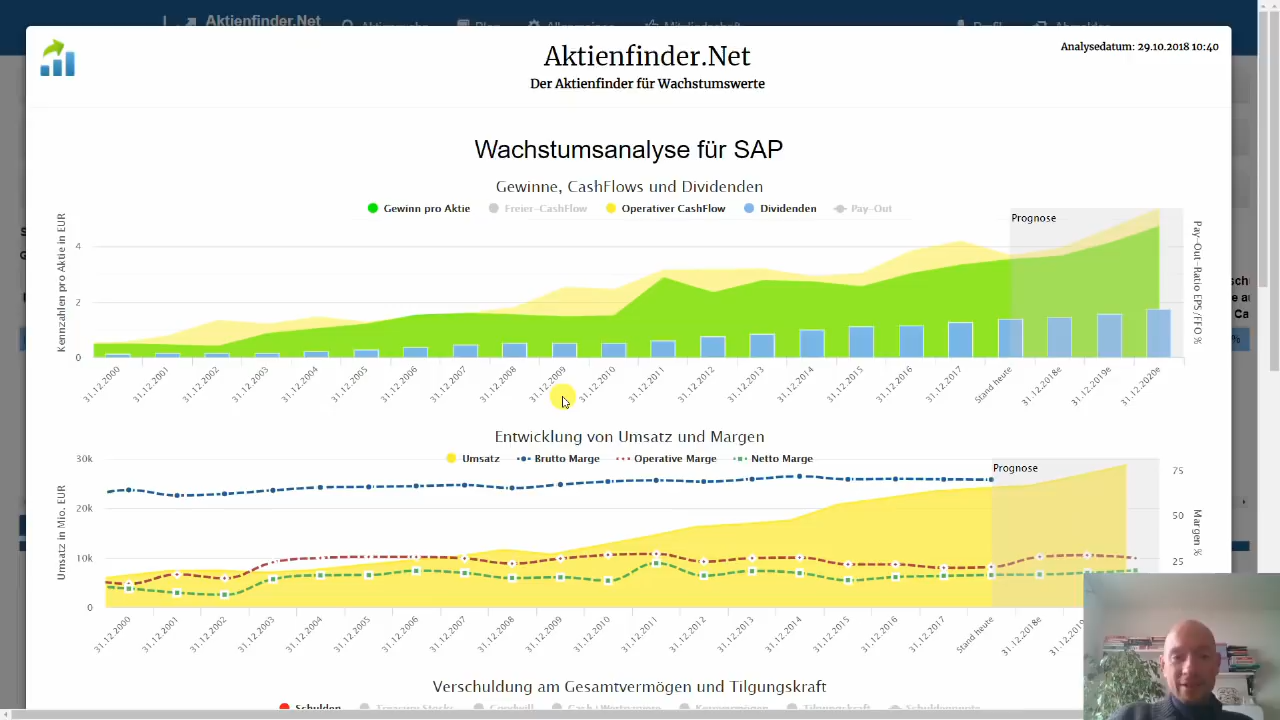 Aktienfinder.Net
Aktienfinder.Net
Der Aktienfinder für Wachstumswerte
Analysedatum: 29.10.2018 10:40
Wachstumsanalyse für SAP
Gewinne, CashFlows und Dividenden
Gewinn pro Aktie
Freier-CashFlow
Operativer CashFlow
Dividenden
Pay-Out
Kennzahlen pro Aktie in EUR
4
2
0
Prognose
Pay-Out-Ratio EPS/FFO %
31.12.2000
31.12.2001
31.12.2002
31.12.2003
31.12.2004
31.12.2005
31.12.2006
31.12.2007
31.12.2008
31.12.2009
31.12.2010
31.12.2011
31.12.2012
31.12.2013
31.12.2014
31.12.2015
31.12.2016
31.12.2017
Stand heute
31.12.2018e
31.12.2019e
31.12.2020e
Entwicklung von Umsatz und Margen
Umsatz
Brutto Marge
Operative Marge
Netto Marge
Umsatz in Mio. EUR
30k
20k
10k
0
Prognose
75
50
25
Margen %
31.12.2000
31.12.2001
31.12.2002
31.12.2003
31.12.2004
31.12.2005
31.12.2006
31.12.2007
31.12.2008
31.12.2009
31.12.2010
31.12.2011
31.12.2012
31.12.2013
31.12.2014
31.12.2015
31.12.2016
31.12.2017
Stand heute
31.12.2018e
Verschuldung am Gesamtvermögen und Tilgungskraft
Schulden